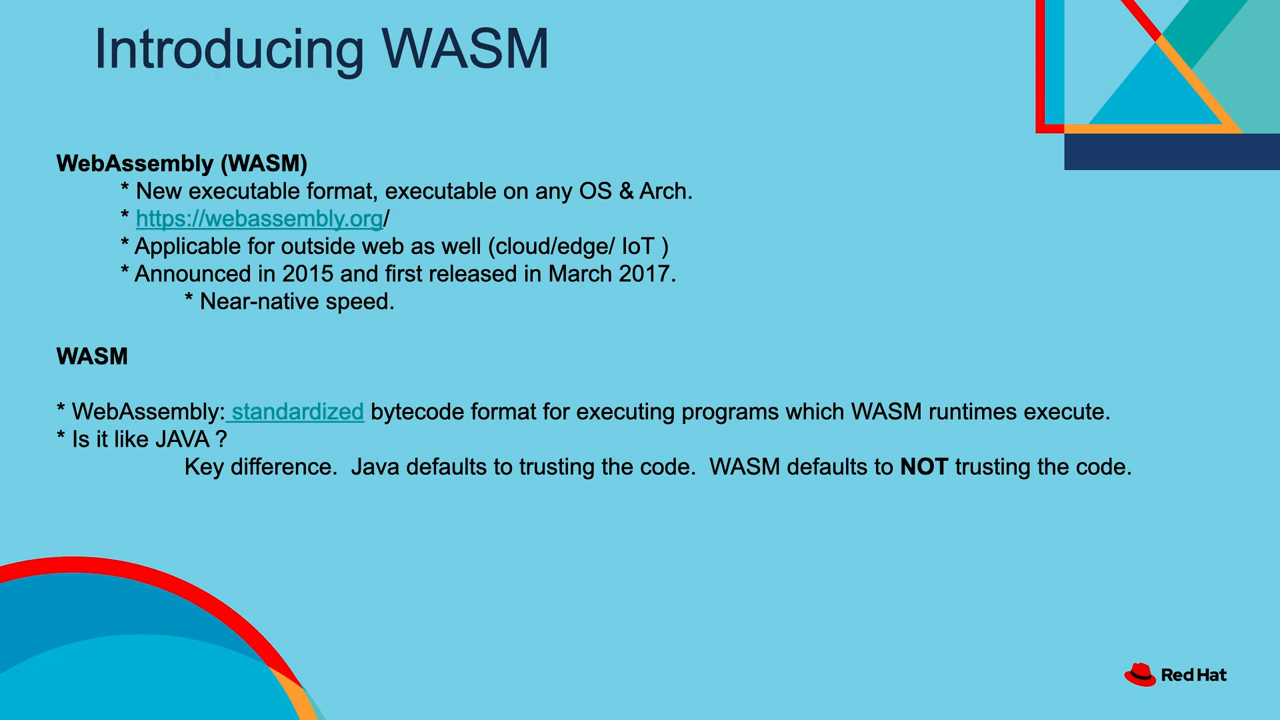 Introducing WASM
WebAssembly (WASM)
* New executable format, executable on any OS & Arch.
* https://webassembly.org/
* Applicable for outside web as well (cloud/edge/ IoT )
* Announced in 2015 and first released in March 2017.
* Near-native speed.
WASM
* WebAssembly: standardized bytecode format for executing programs which WASM runtimes execute.
* Is it like JAVA ?
Key difference.  Java defaults to trusting the code.  WASM defaults to NOT trusting the code.
Red Hat